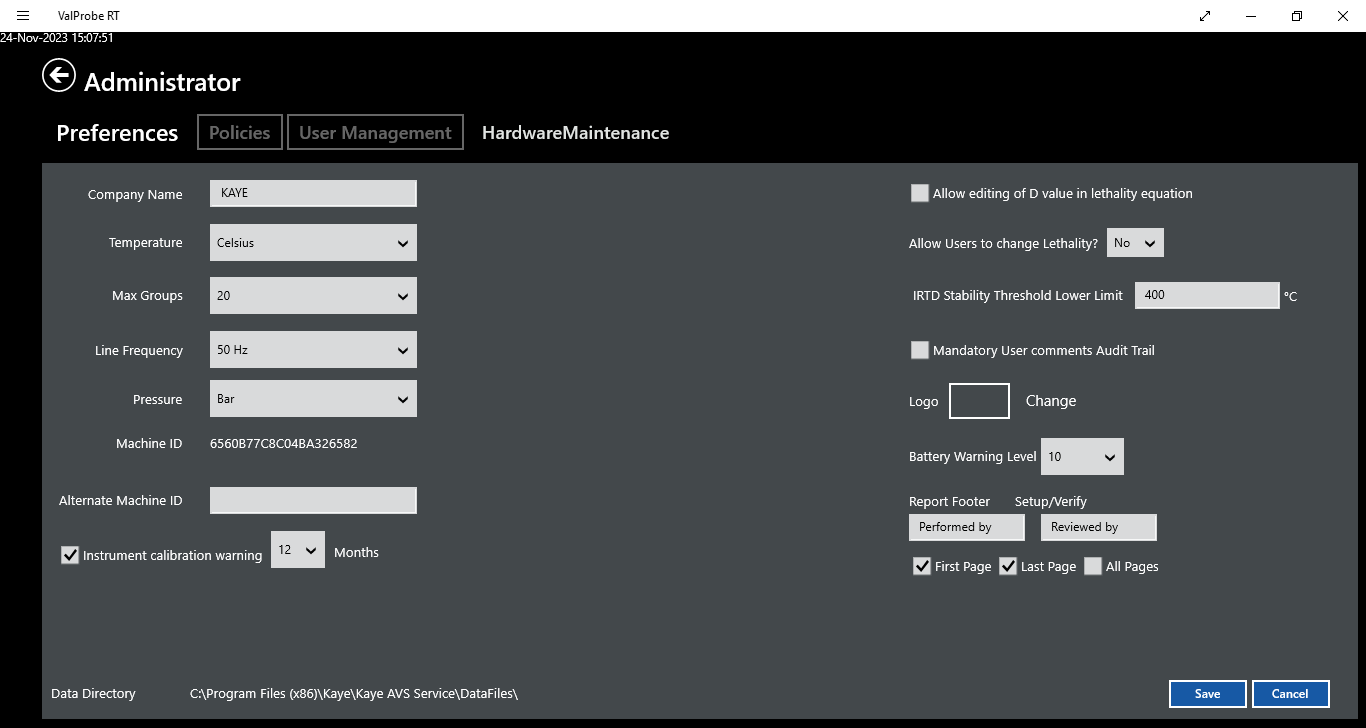 ValProbe RT
24-Nov-2023 15:07:51
Administrator
Preferences Policies User Management HardwareMaintenance
Company Name KAYE
Temperature Celsius
Max Groups 20
Line Frequency 50 Hz
Pressure Bar
Machine ID 6560B77C8C04BA326582
Alternate Machine ID
Instrument calibration warning 12 Months
Allow editing of D value in lethality equation
Allow Users to change Lethality? No
IRTD Stability Threshold Lower Limit 400 °C
Mandatory User comments Audit Trail
Logo Change
Battery Warning Level 10
Report Footer Setup/Verify
Performed by Reviewed by
First Page Last Page All Pages
Data Directory C:\Program Files (x86)\Kaye\Kaye AVS Service\DataFiles\
Save Cancel